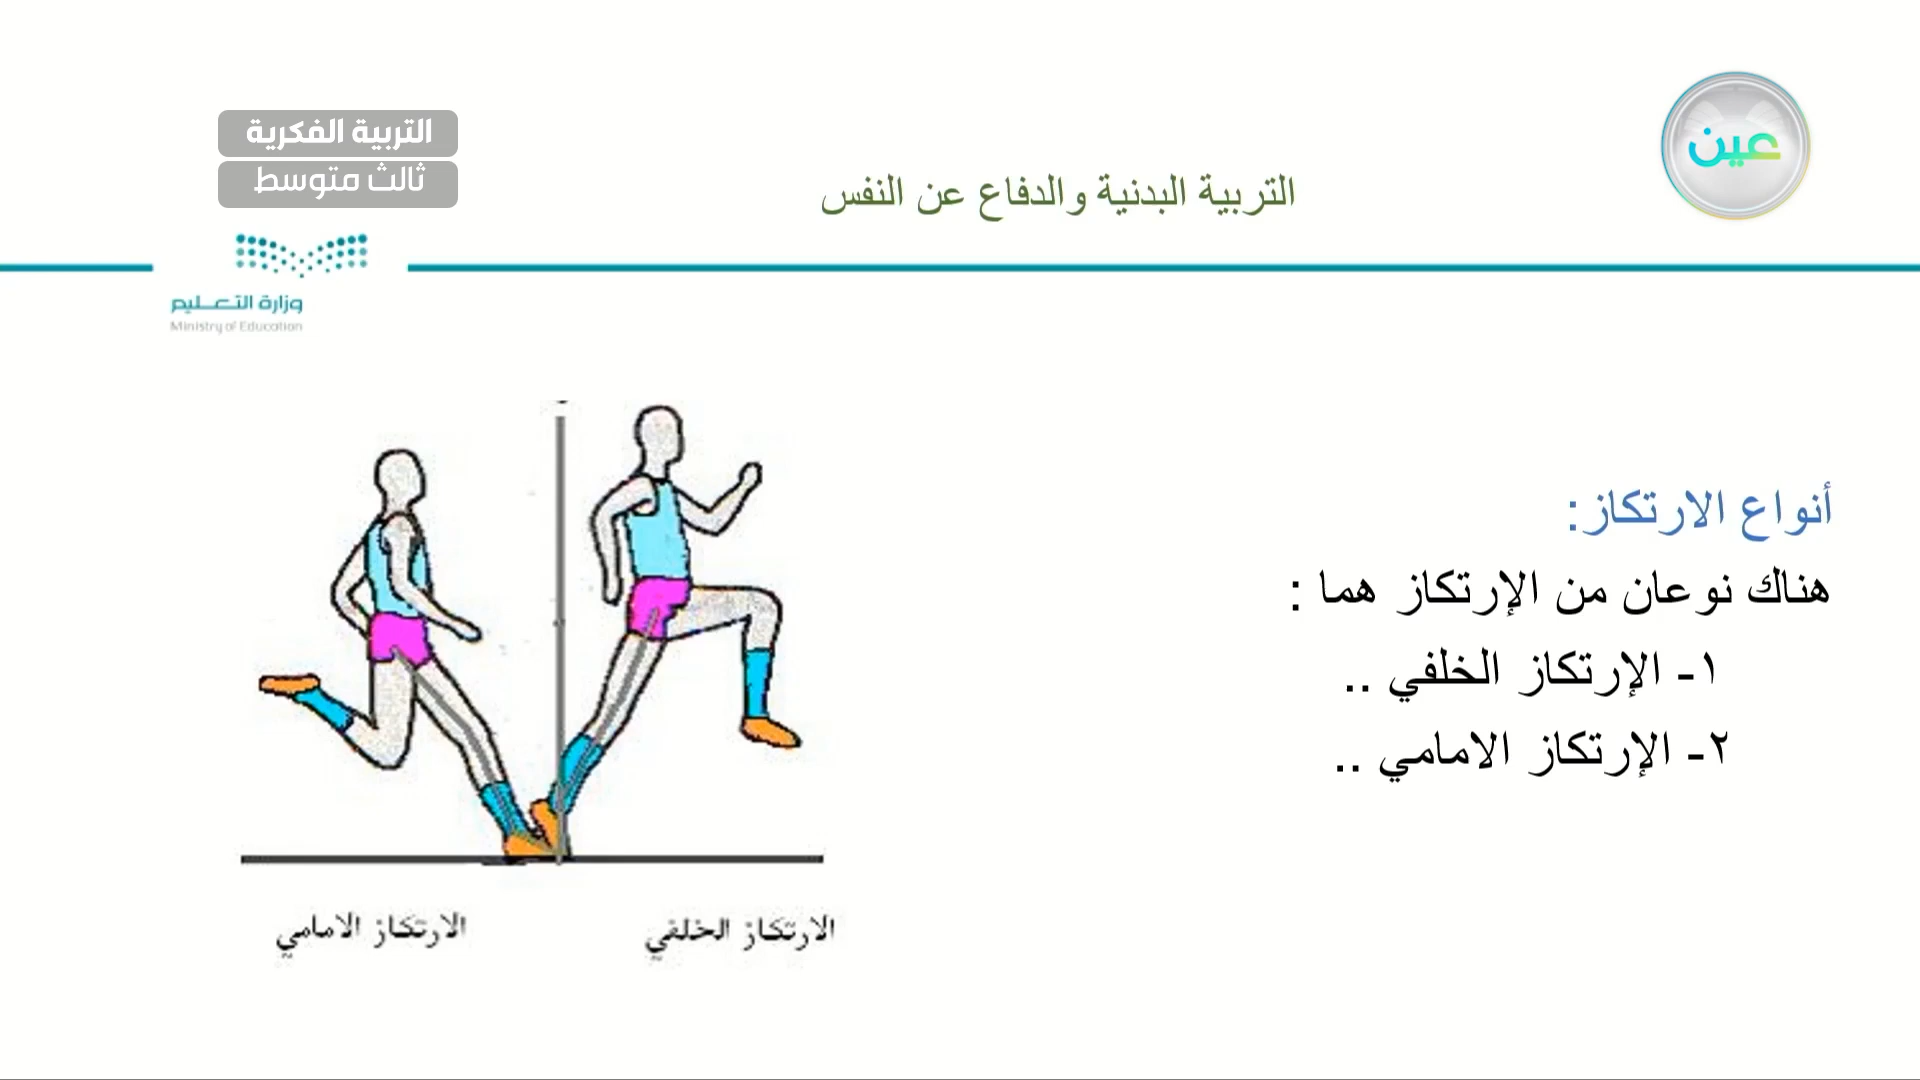 عين
التربية الفكرية
ثالث متوسط
التربية البدنية والدفاع عن النفس
وزارة التعليم
Ministry of Education
أنواع الارتكاز:
هناك نوعان من الإرتكاز هما :
١- الإرتكاز الخلفي ..
٢- الإرتكاز الامامي ..
الارتكاز الخلفي
الارتكاز الامامي